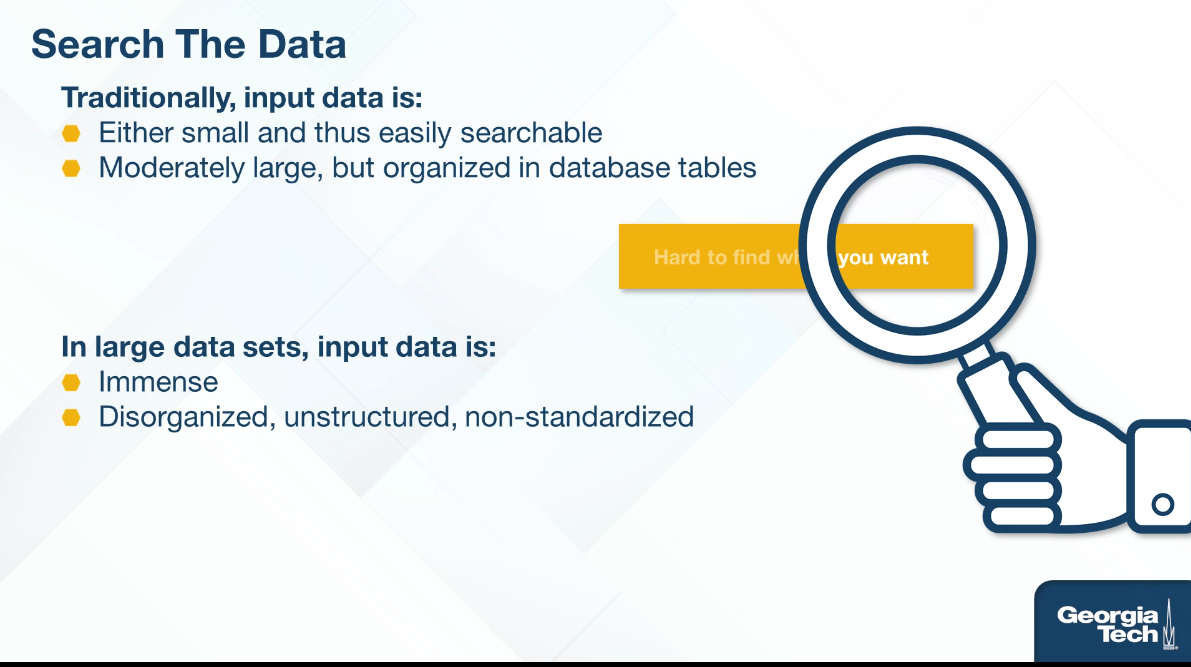 Search The Data
Traditionally, input data is:
Either small and thus easily searchable
Moderately large, but organized in database tables
Hard to find you want
In large data sets, input data is:
Immense
Disorganized, unstructured, non-standardized
Georgia
Tech